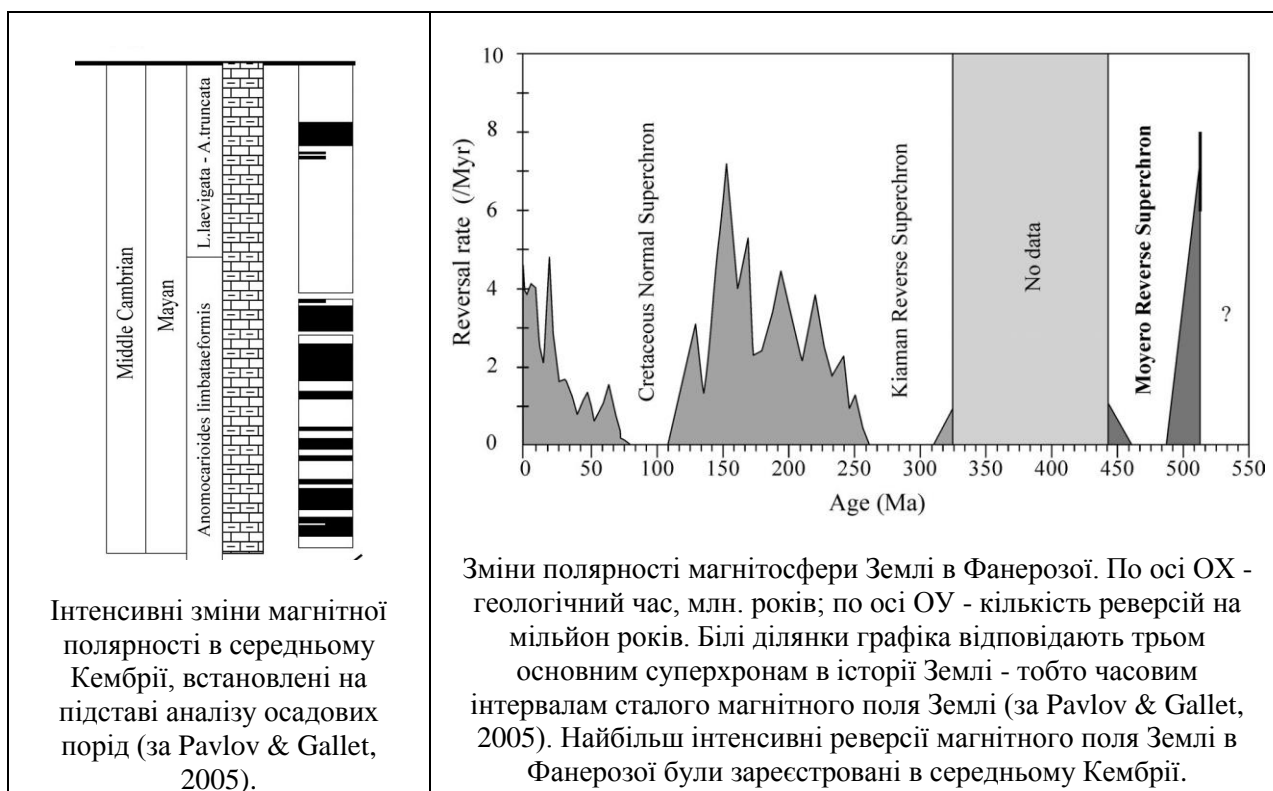 Middle Cambrian
Mayan
L.laevigata - A.truncata
Anomocarioides limbataeformis
Інтенсивні зміни магнітної
полярності в середньому
Кембрії, встановлені на
підставі аналізу осадових
порід (за Pavlov & Gallet,
2005).
Reversal rate (/Myr)
10
8
6
4
2
0
Cretaceous Normal Superchron
Kiaman Reverse Superchron
No data
Moyero Reverse Superchron
?
0 50 100 150 200 250 300 350 400 450 500 550
Age (Ma)
Зміни полярності магнітосфери Землі в Фанерозої. По осі ОХ -
геологічний час, млн. років; по осі ОУ - кількість реверсій на
мільйон років. Білі ділянки графіка відповідають трьом
основним суперхронам в історії Землі - тобто часовим
інтервалам сталого магнітного поля Землі (за Pavlov & Gallet,
2005). Найбільш інтенсивні реверсії магнітного поля Землі в
Фанерозої були зареєстровані в середньому Кембрії.